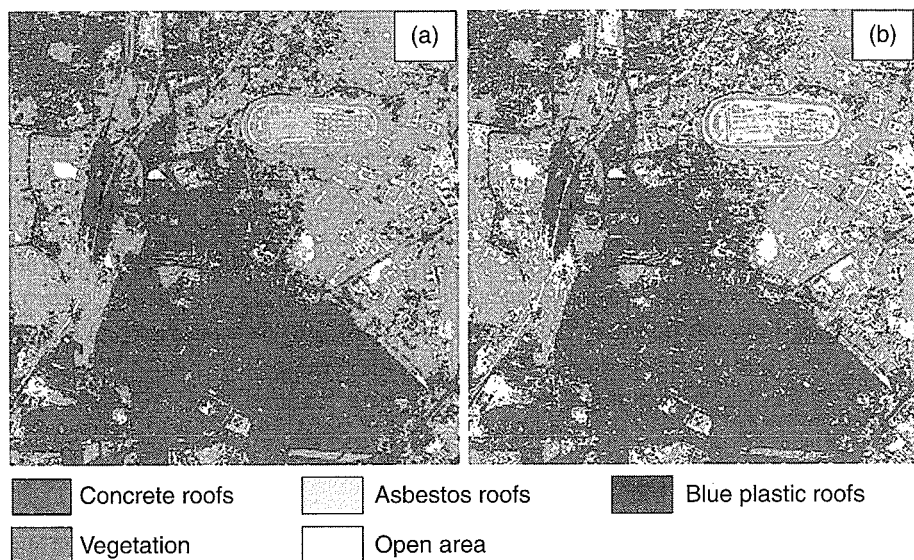 (a)
(b)
Concrete roofs
Asbestos roofs
Blue plastic roofs
Vegetation
Open area